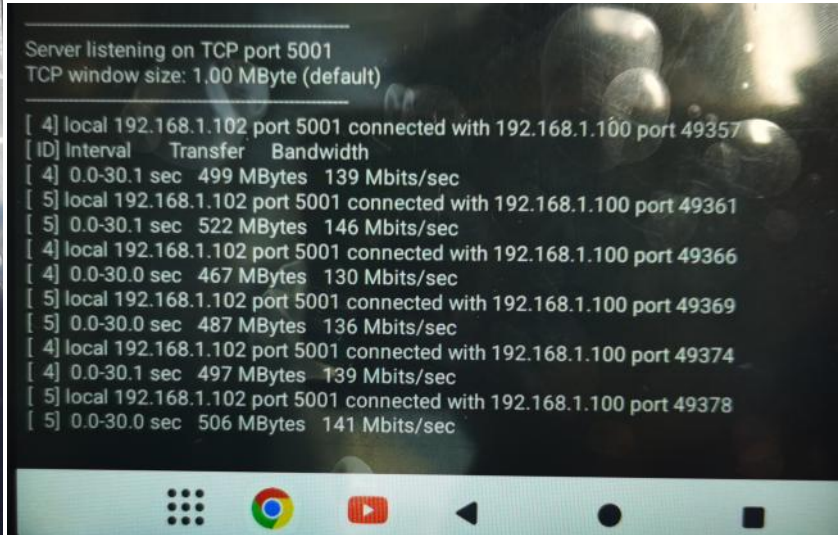 Server listening on TCP port 5001
TCP window size: 1.00 MByte (default)
[ 4] local 192.168.1.102 port 5001 connected with 192.168.1.100 port 49357
[ ID] Interval Transfer Bandwidth
[ 4] 0.0-30.1 sec 499 MBytes 139 Mbits/sec
[ 5] local 192.168.1.102 port 5001 connected with 192.168.1.100 port 49361
[ 5] 0.0-30.1 sec 522 MBytes 146 Mbits/sec
[ 4] local 192.168.1.102 port 5001 connected with 192.168.1.100 port 49366
[ 4] 0.0-30.0 sec 467 MBytes 130 Mbits/sec
[ 5] local 192.168.1.102 port 5001 connected with 192.168.1.100 port 49369
[ 5] 0.0-30.0 sec 487 MBytes 136 Mbits/sec
[ 4] local 192.168.1.102 port 5001 connected with 192.168.1.100 port 49374
[ 4] 0.0-30.1 sec 497 MBytes 139 Mbits/sec
[ 5] local 192.168.1.102 port 5001 connected with 192.168.1.100 port 49378
[ 5] 0.0-30.0 sec 506 MBytes 141 Mbits/sec